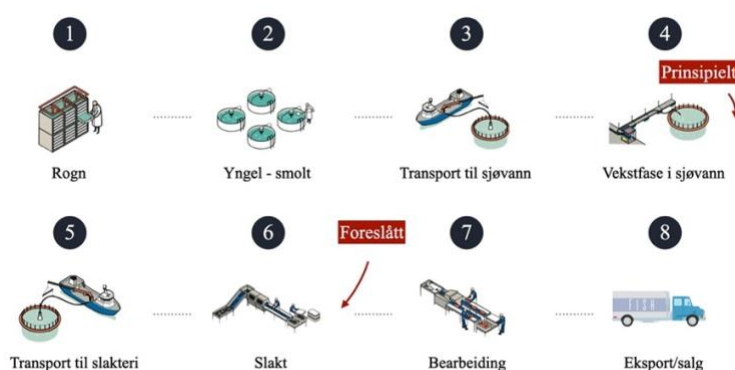 1
2
3
4
Prinsipielt
Rogn
Yngel - smolt
Transport til sjøvann
Vekstfase i sjøvann
5
6
Foreslått
7
8
FISH
Transport til slakteri
Slakt
Bearbeiding
Eksport/salg